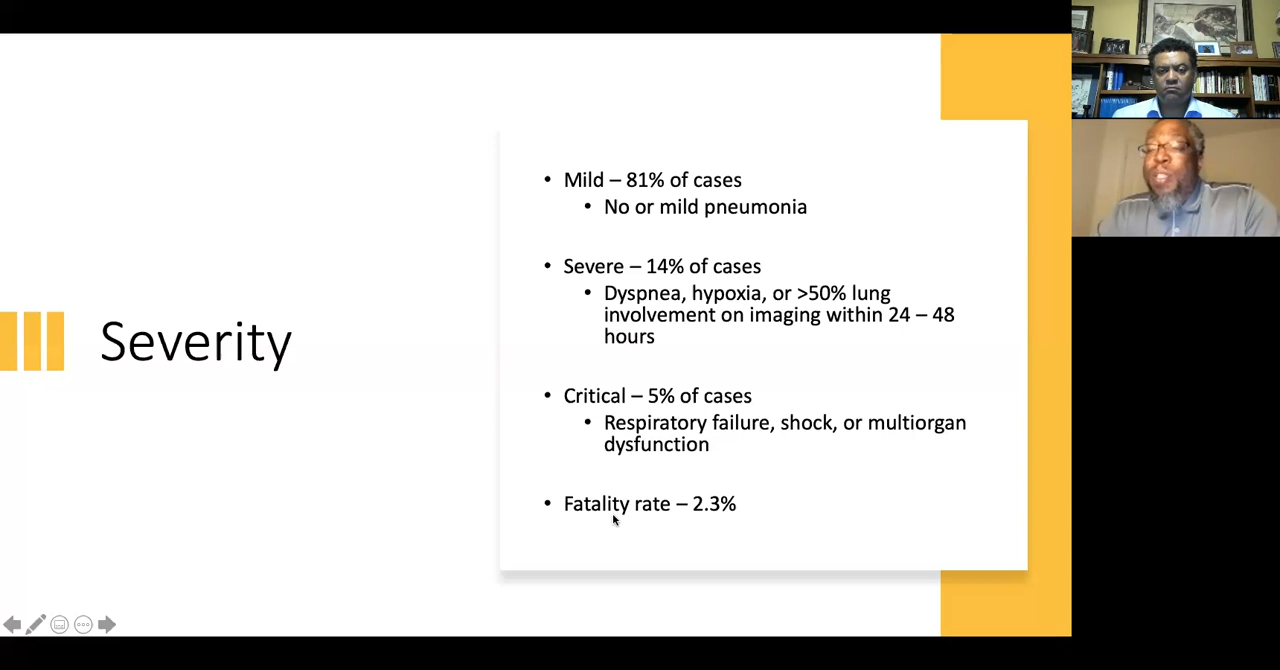 Severity
• Mild – 81% of cases
• No or mild pneumonia
• Severe – 14% of cases
• Dyspnea, hypoxia, or >50% lung
involvement on imaging within 24 – 48
hours
• Critical – 5% of cases
• Respiratory failure, shock, or multiorgan
dysfunction
• Fatality rate – 2.3%